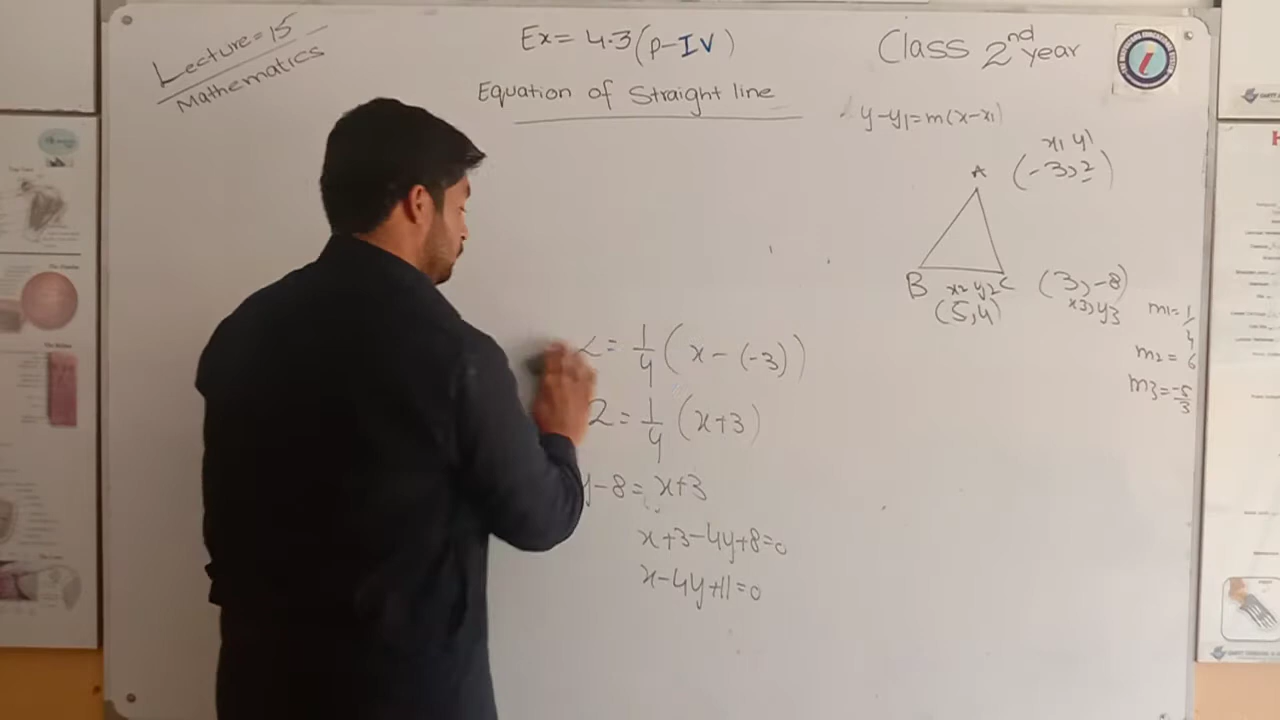 Lecture = 15
Mathematics
Ex = 4.3 (P-IV)
Equation of Straight line
Class 2nd year
y-y1=m(x-x1)
x1 y1
A (-3,2)
B x2 y2 C (3,-8)
(5,4) x3,y3
m1=1/4
m2=6
m3=-5/3
2=1/4(x-(-3))
2=1/4(x+3)
y-8=x+3
x+3-4y+8=0
x-4y+11=0